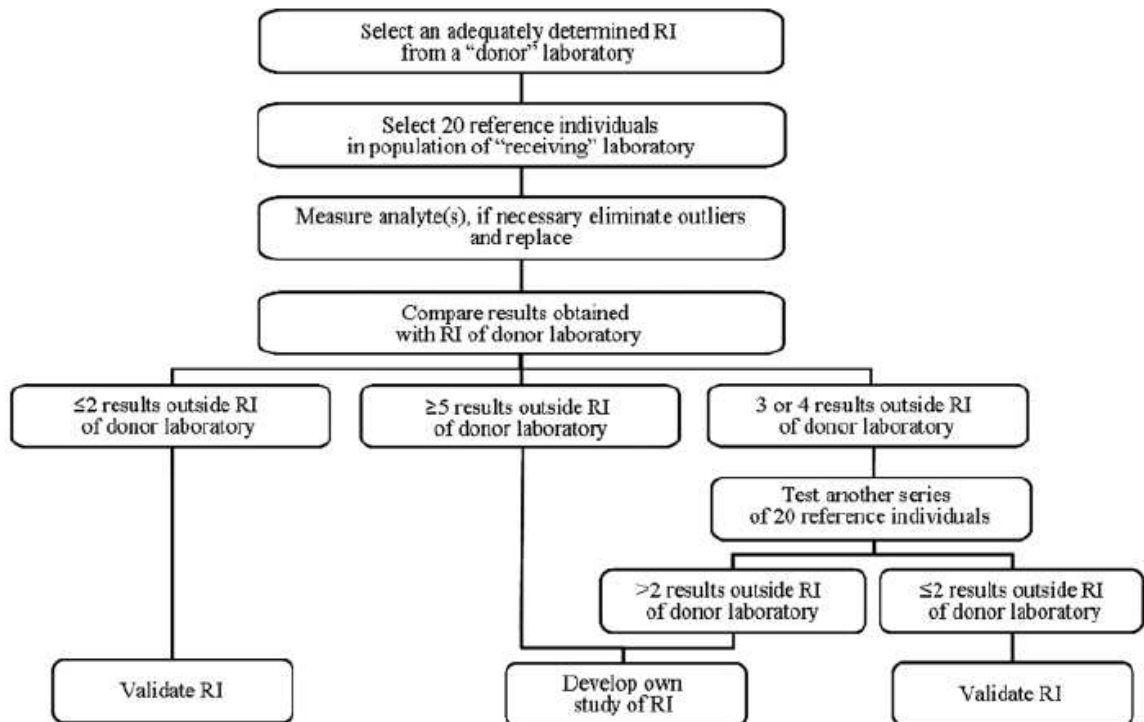 Select an adequately determined RI
from a “donor” laboratory
Select 20 reference individuals
in population of “receiving” laboratory
Measure analyte(s), if necessary eliminate outliers
and replace
Compare results obtained
with RI of donor laboratory
≤2 results outside RI
of donor laboratory
≥5 results outside RI
of donor laboratory
3 or 4 results outside RI
of donor laboratory
Test another series
of 20 reference individuals
>2 results outside RI
of donor laboratory
≤2 results outside RI
of donor laboratory
Validate RI
Develop own
study of RI
Validate RI